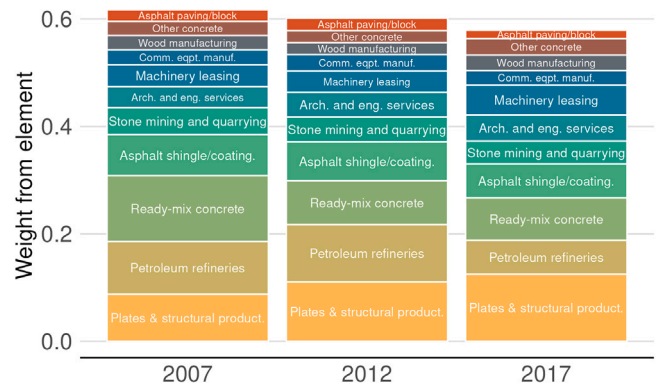 Weight from element
0.6
0.4
0.2
0.0
Asphalt paving/block
Other concrete
Wood manufacturing
Comm. eqpt. manuf.
Machinery leasing
Arch. and eng. services
Stone mining and quarrying
Asphalt shingle/coating.
Ready-mix concrete
Petroleum refineries
Plates & structural product.
Asphalt paving/block
Other concrete
Wood manufacturing
Comm. eqpt. manuf.
Machinery leasing
Arch. and eng. services
Stone mining and quarrying
Asphalt shingle/coating.
Ready-mix concrete
Petroleum refineries
Plates & structural product.
Asphalt paving/block
Other concrete
Wood manufacturing
Comm. eqpt. manuf.
Machinery leasing
Arch. and eng. services
Stone mining and quarrying
Asphalt shingle/coating.
Ready-mix concrete
Petroleum refineries
Plates & structural product.
2007
2012
2017